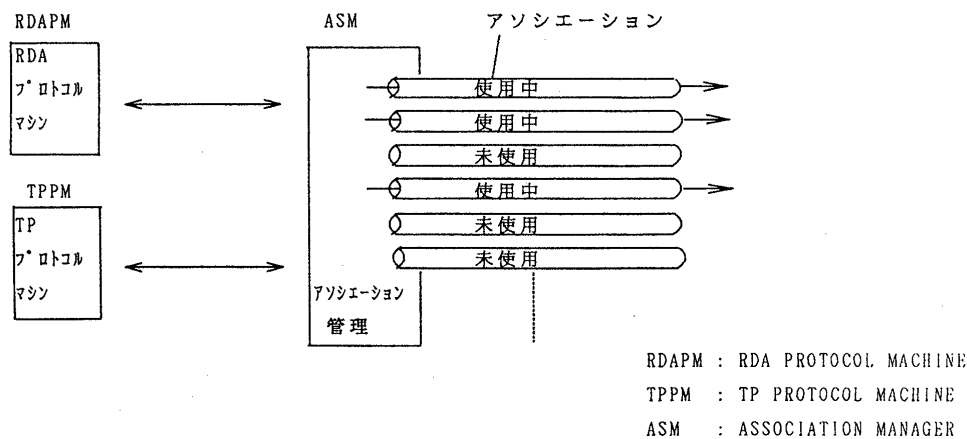 RDAPM
RDA
プロトコル
マシン
TPPM
TP
プロトコル
マシン
ASM
アソシエーション
使用中
使用中
未使用
使用中
未使用
未使用
アソシエーション
管理
RDAPM : RDA PROTOCOL MACHINE
TPPM : TP PROTOCOL MACHINE
ASM : ASSOCIATION MANAGER